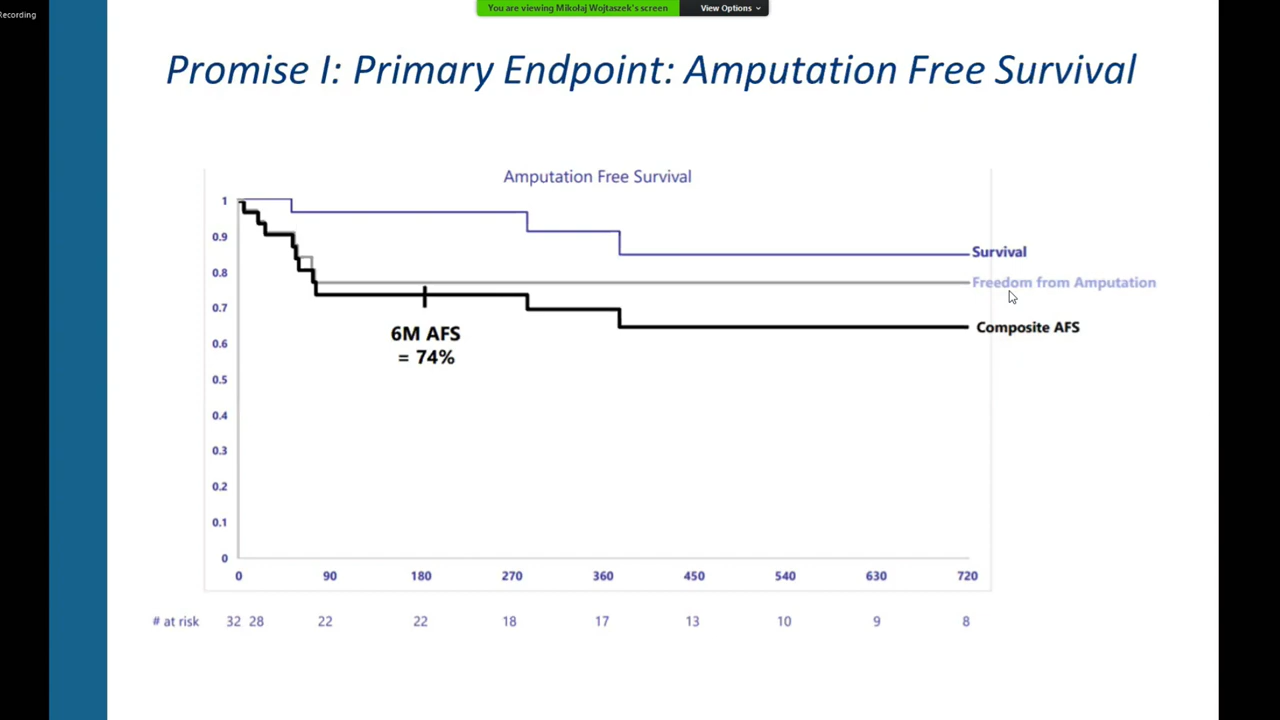 Recording
You are viewing Mikołaj Wojtaszek's screen
View Options
Promise I: Primary Endpoint: Amputation Free Survival
Amputation Free Survival
1
0.9
0.8
0.7
0.6
0.5
0.4
0.3
0.2
0.1
0
Survival
Freedom from Amputation
Composite AFS
6M AFS
= 74%
0 90 180 270 360 450 540 630 720
# at risk 32 28 22 22 18 17 13 10 9 8